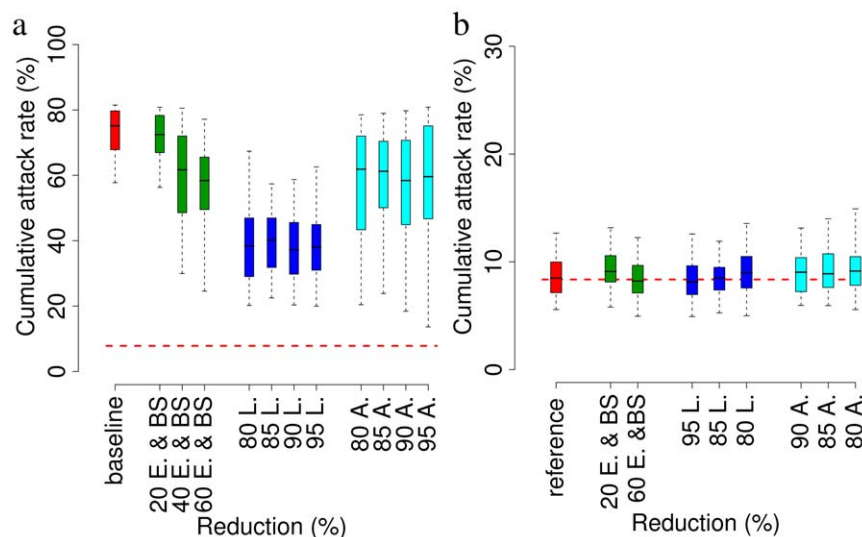 a
Cumulative attack rate (%)
100
80
60
40
20
0
baseline
20 E. & BS
40 E. & BS
60 E. & BS
80 L.
85 L.
90 L.
95 L.
80 A.
85 A.
90 A.
95 A.
Reduction (%)
b
Cumulative attack rate (%)
30
20
10
0
reference
20 E. & BS
60 E. &BS
95 L.
85 L.
80 L.
90 A.
85 A.
80 A.
Reduction (%)